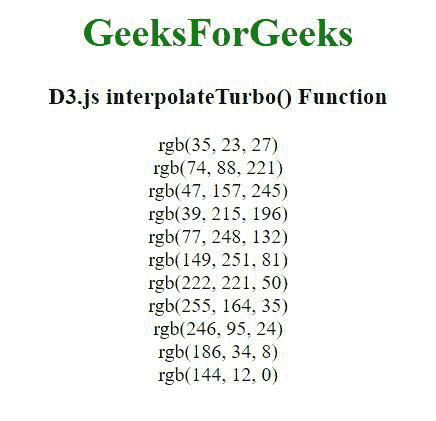 GeeksForGeeks
D3.js interpolateTurbo() Function
rgb(35, 23, 27)
rgb(74, 88, 221)
rgb(47, 157, 245)
rgb(39, 215, 196)
rgb(77, 248, 132)
rgb(149, 251, 81)
rgb(222, 221, 50)
rgb(255, 164, 35)
rgb(246, 95, 24)
rgb(186, 34, 8)
rgb(144, 12, 0)